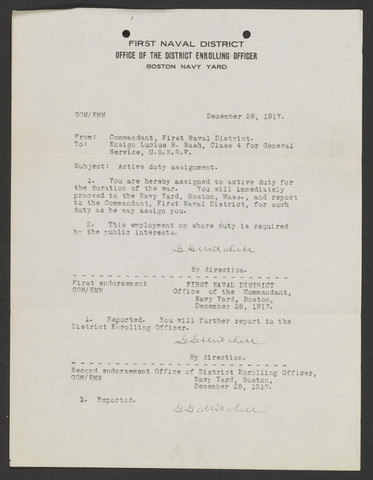 FIRST NAVAL DISTRICT
OFFICE OF THE DISTRICT ENROLLING OFFICER
BOSTON NAVY YARD
GGM/EMM December 28, 1917.
From: Commandant, First Naval District.
To: Ensign Lucius B. Nash, Class 4 for General
Service, U.S.N.R.F.
Subject: Active duty assignment.
1. You are hereby assigned to active duty for
the duration of the war. You will immediately
proceed to the Navy Yard, Boston, Mass., and report
to the Commandant, First Naval District, for such
duty as he may assign you.
2. This employment on shore duty is required
by the public interests.
G G Mitchell
By direction.
First endorsement FIRST NAVAL DISTRICT
GGM/EMM Office of the Commandant,
Navy Yard, Boston,
December 28, 1917.
1. Reported. You will further report to the
District Enrolling Officer.
G G Mitchell
By direction.
Second endorsement Office of District Enrolling Officer,
GGM/EMM Navy Yard, Boston,
December 28, 1917.
1. Reported. G G Mitchell